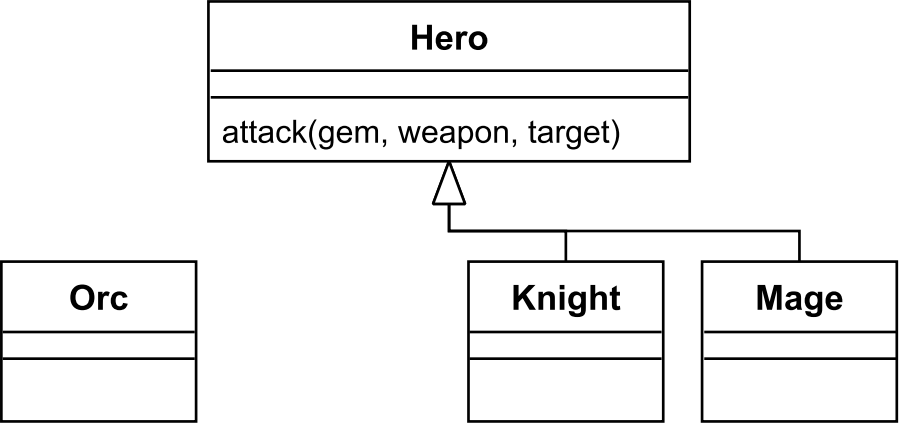 Hero
attack(gem, weapon, target)
Orc
Knight
Mage